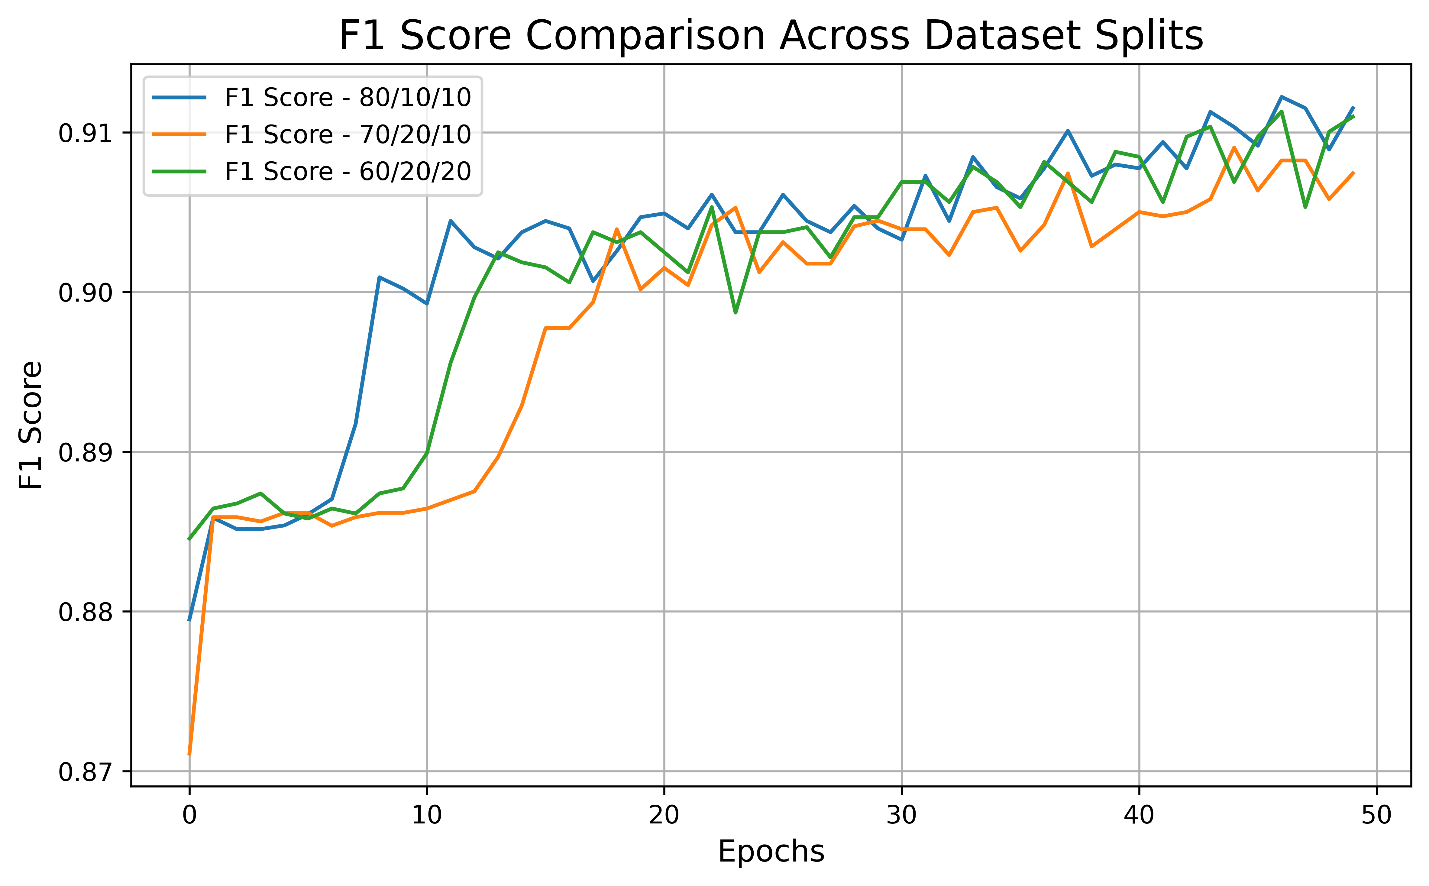 F1 Score Comparison Across Dataset Splits
F1 Score - 80/10/10
F1 Score - 70/20/10
F1 Score - 60/20/20
0.91
0.90
0.89
0.88
0.87
F1 Score
0 10 20 30 40 50
Epochs